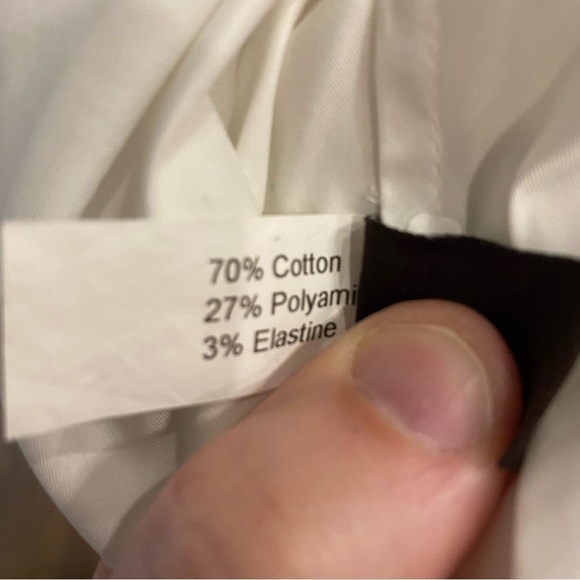 70% Cotton
27% Polyami
3% Elastine